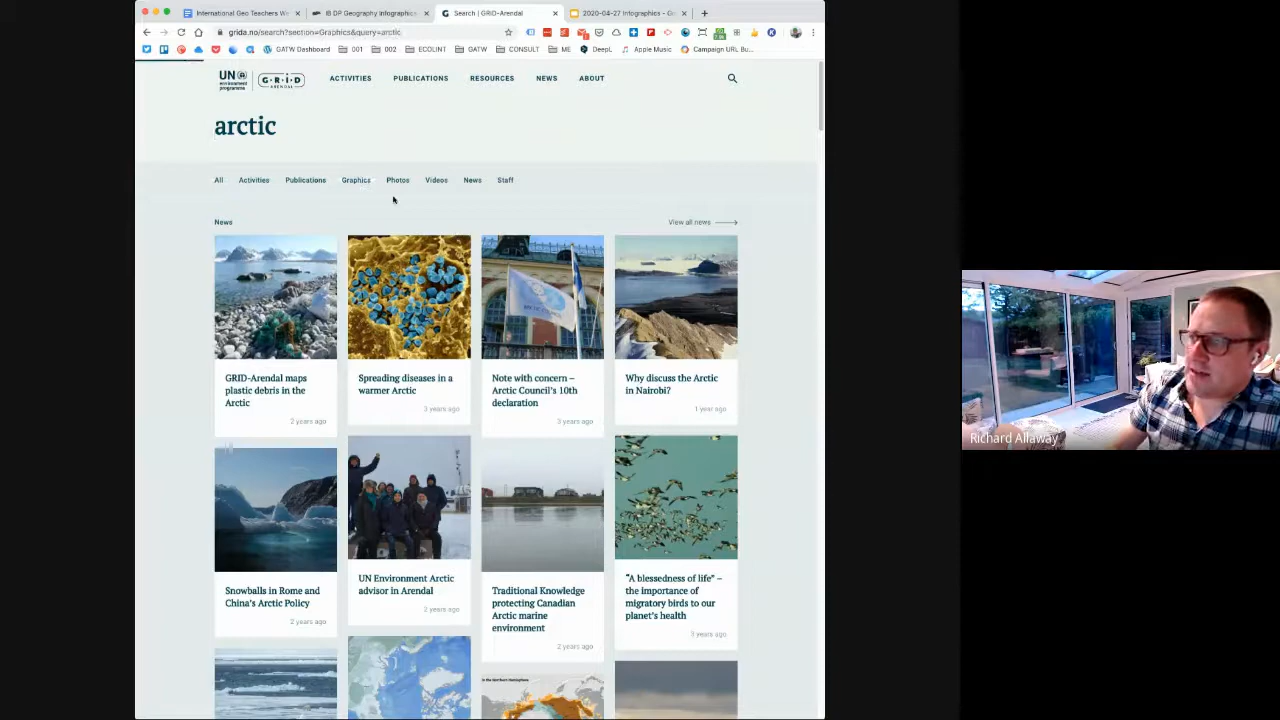 International Geo Teachers We
IB DP Geography Infographics
Search | GRID-Arendal
2020-04-27 Infographics - Go
grida.no/search?section=Graphics&query=arctic
GATW Dashboard
001
002
ECOLINT
GATW
CONSULT
ME
DeepL
Apple Music
Campaign URL Bu...
UN
environment
programme
GRID
ARENDAL
ACTIVITIES
PUBLICATIONS
RESOURCES
NEWS
ABOUT
arctic
All
Activities
Publications
Graphics
Photos
Videos
News
Staff
News
View all news
GRID-Arendal maps
plastic debris in the
Arctic
2 years ago
Spreading diseases in a
warmer Arctic
3 years ago
Note with concern –
Arctic Council's 10th
declaration
3 years ago
Why discuss the Arctic
in Nairobi?
1 year ago
Snowballs in Rome and
China's Arctic Policy
2 years ago
UN Environment Arctic
advisor in Arendal
2 years ago
Traditional Knowledge
protecting Canadian
Arctic marine
environment
2 years ago
“A blessedness of life” –
the importance of
migratory birds to our
planet's health
3 years ago
in the Northern Hemisphere
Richard Allaway